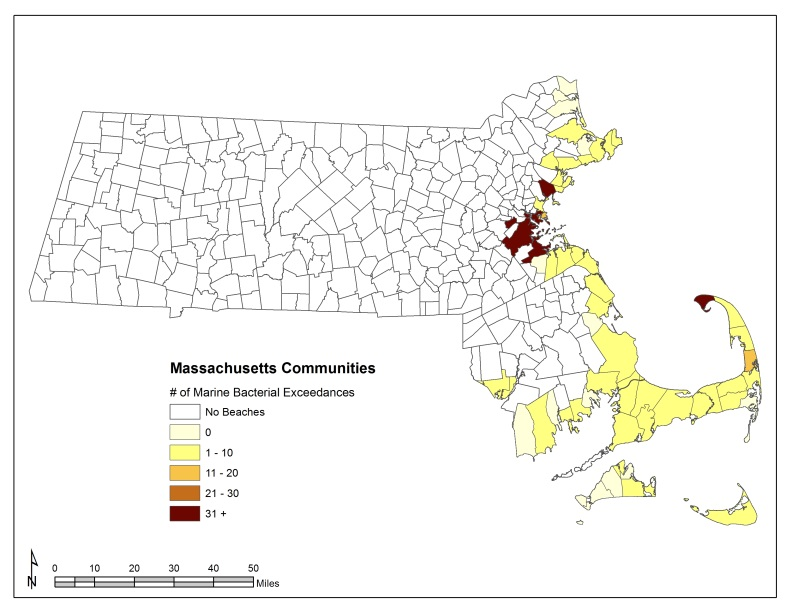 Massachusetts Communities
# of Marine Bacterial Exceedances
No Beaches
0
1 - 10
11 - 20
21 - 30
31 +
N
0 10 20 30 40 50
Miles